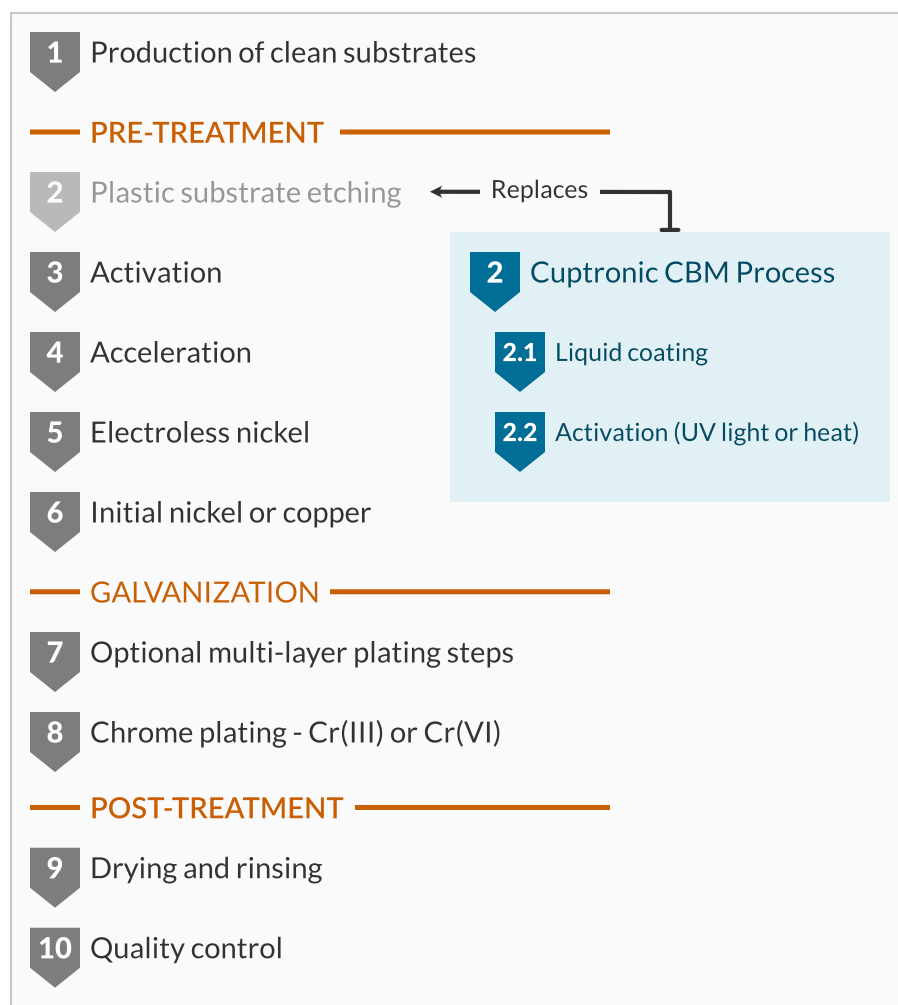 1 Production of clean substrates
PRE-TREATMENT
2 Plastic substrate etching
Replaces
2 Cuptronic CBM Process
2.1 Liquid coating
2.2 Activation (UV light or heat)
3 Activation
4 Acceleration
5 Electroless nickel
6 Initial nickel or copper
GALVANIZATION
7 Optional multi-layer plating steps
8 Chrome plating - Cr(III) or Cr(VI)
POST-TREATMENT
9 Drying and rinsing
10 Quality control